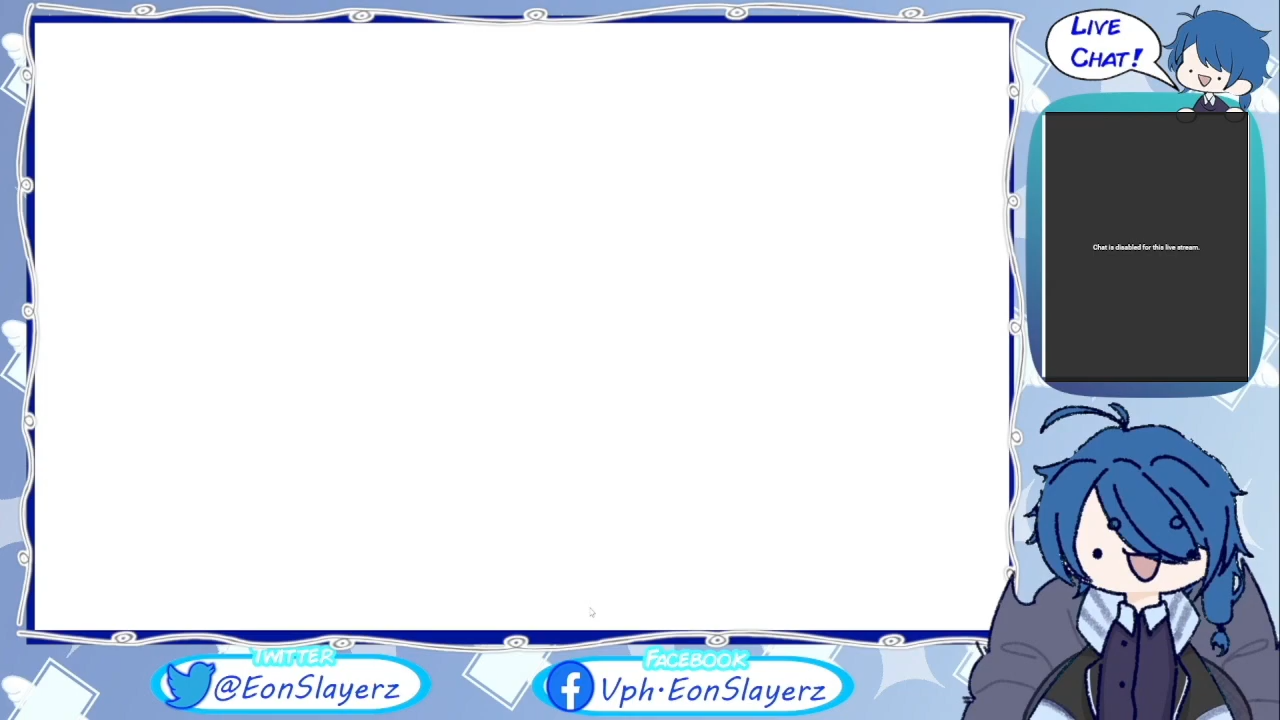 LIVE
CHAT!
Chat is disabled for this live stream.
TWITTER
@EonSlayerz
FACEBOOK
Vph•EonSlayerz